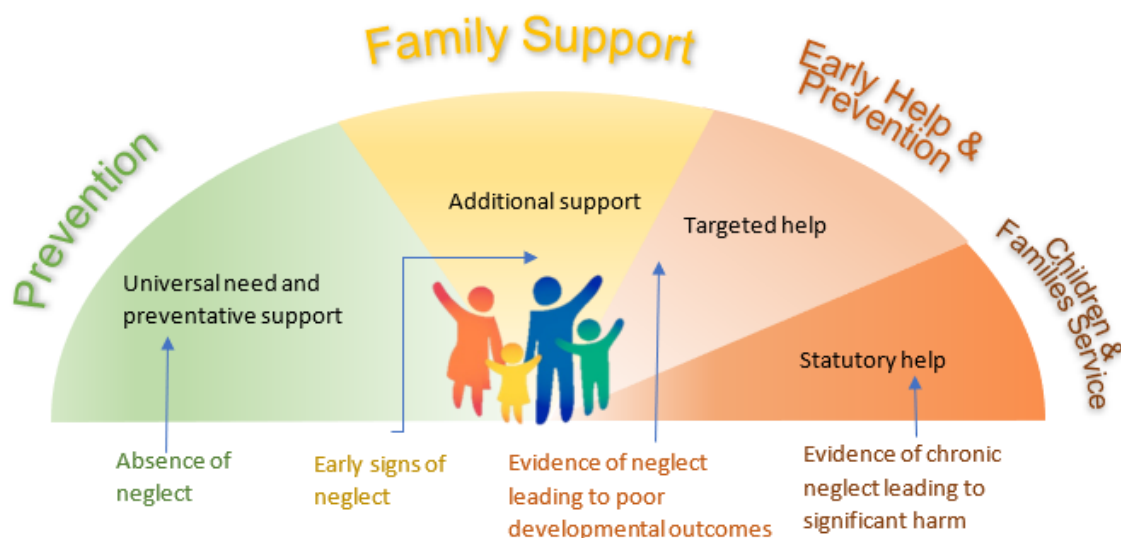 Family Support
Early Help &
Prevention
Prevention
Children &
Families Service
Additional support
Targeted help
Universal need and
preventative support
Statutory help
Absence of
neglect
Early signs of
neglect
Evidence of neglect
leading to poor
developmental outcomes
Evidence of chronic
neglect leading to
significant harm